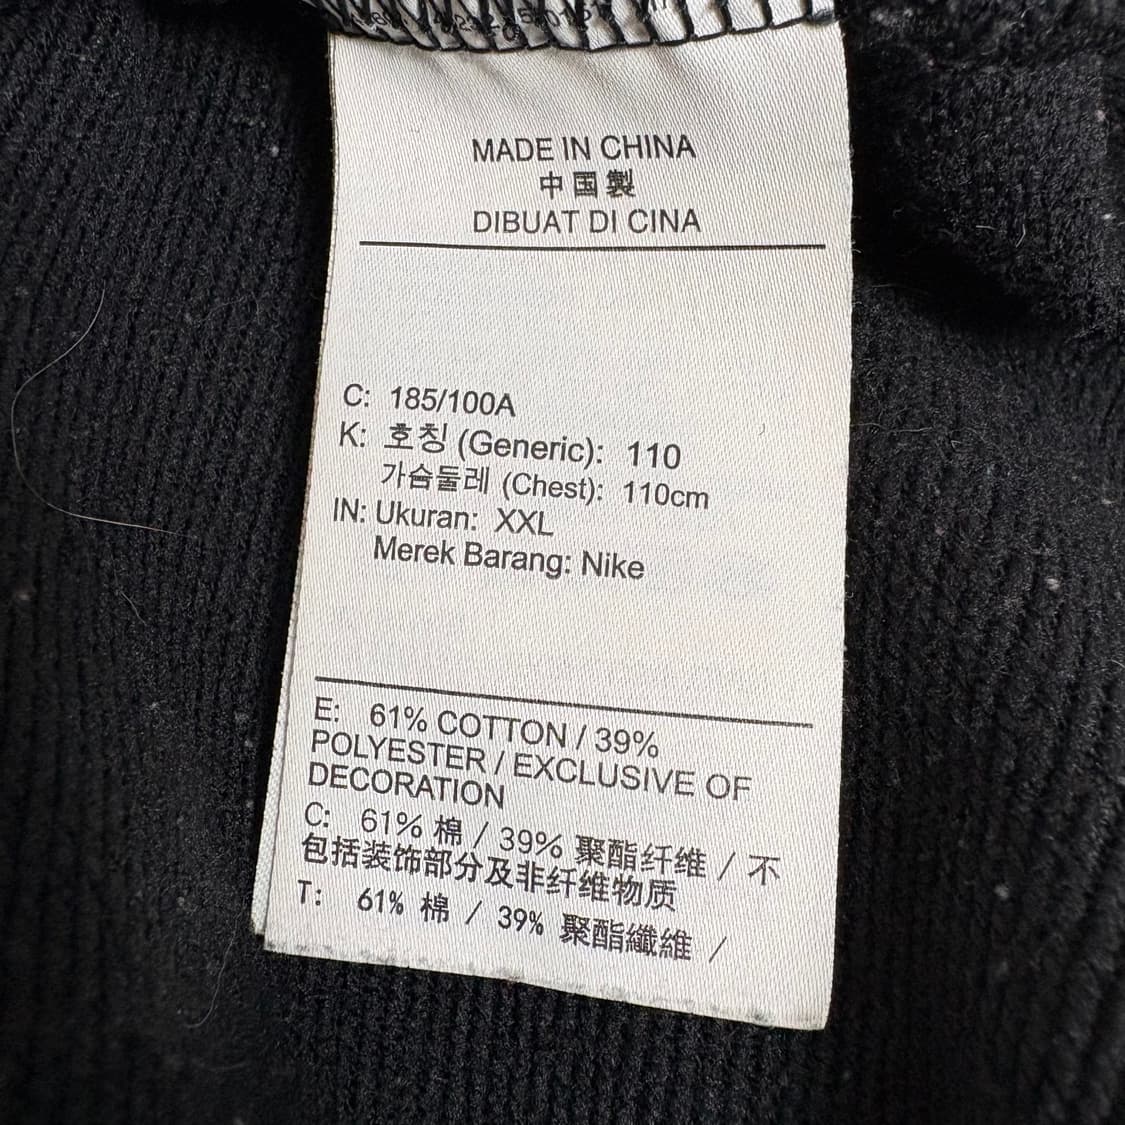 MADE IN CHINA
中国製
DIBUAT DI CINA
C: 185/100A
K: 호칭 (Generic): 110
가슴둘레 (Chest): 110cm
IN: Ukuran: XXL
Merek Barang: Nike
E: 61% COTTON / 39%
POLYESTER / EXCLUSIVE OF
DECORATION
C: 61% 棉 / 39% 聚酯纤维 / 不
包括装饰部分及非纤维物质
T: 61% 棉 / 39% 聚酯纖維 /